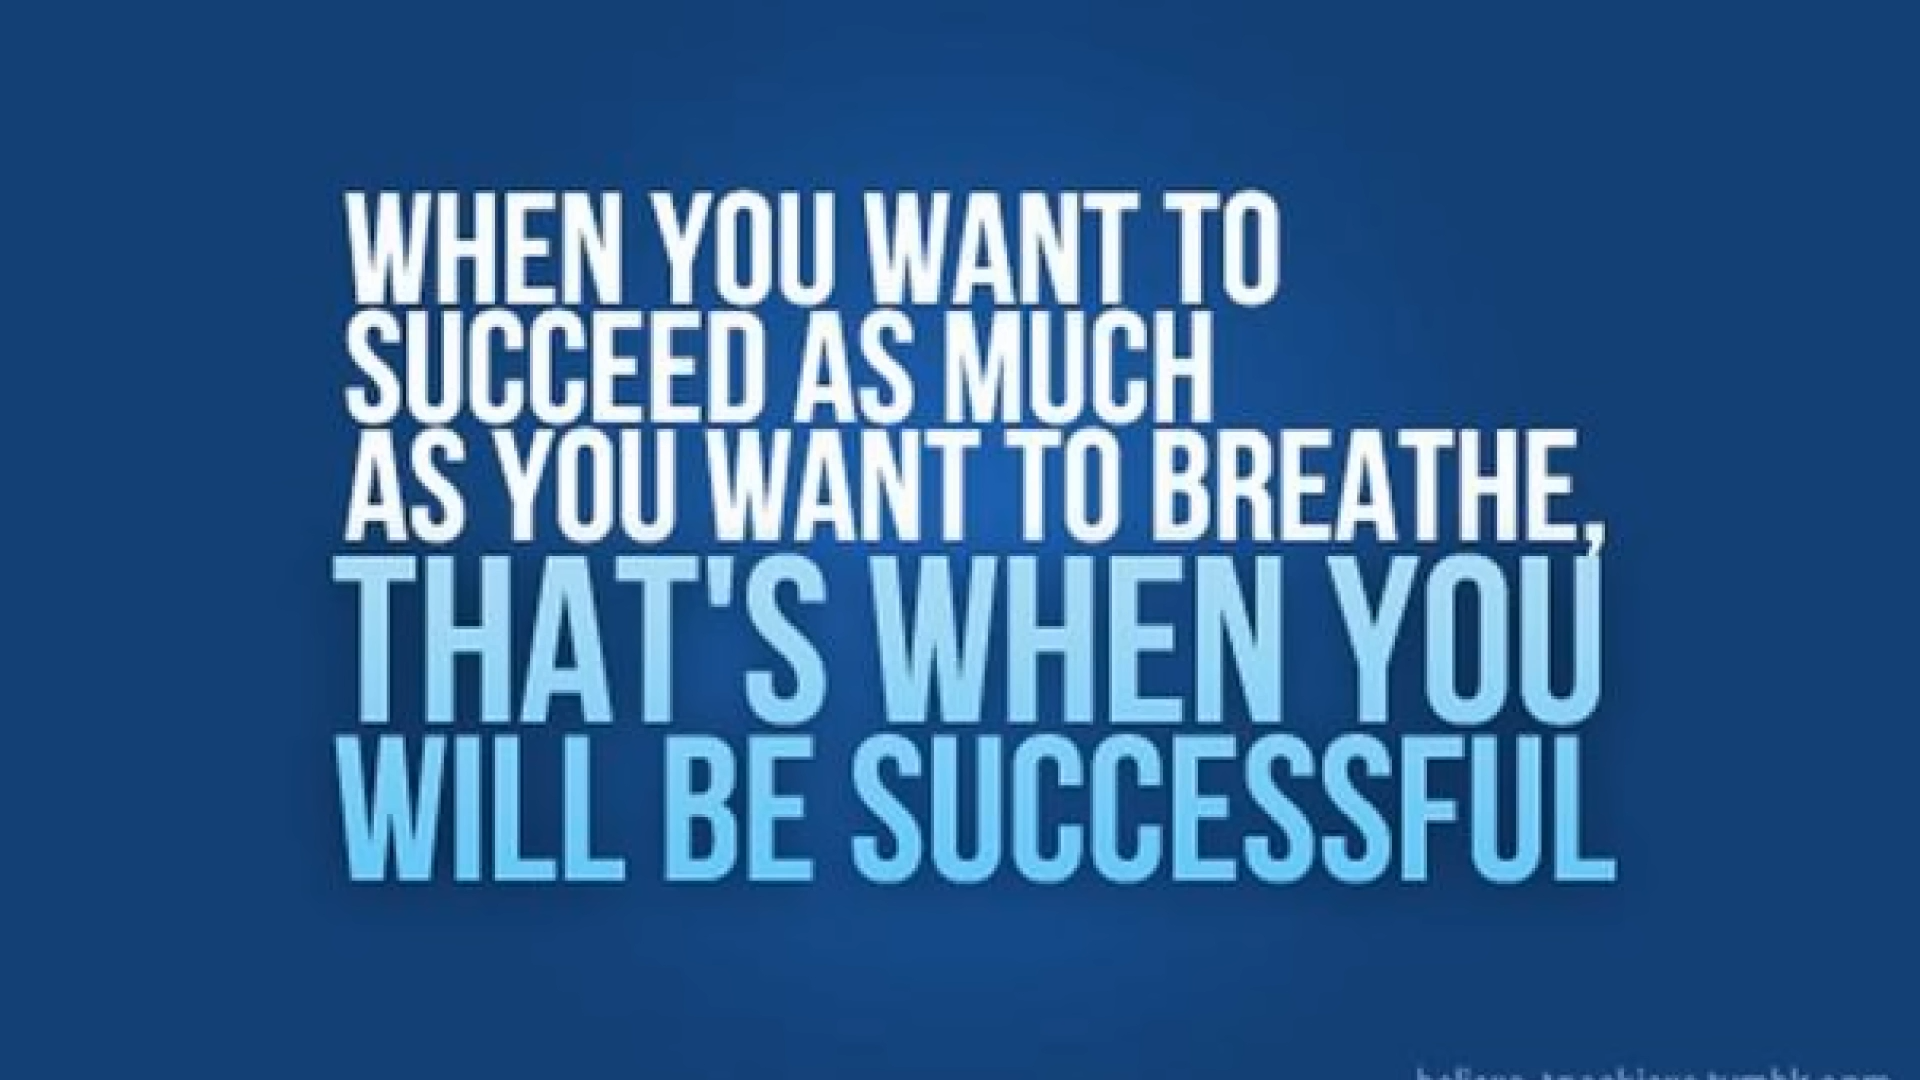 WHEN YOU WANT TO
SUCCEED AS MUCH
AS YOU WANT TO BREATHE,
THAT'S WHEN YOU
WILL BE SUCCESSFUL